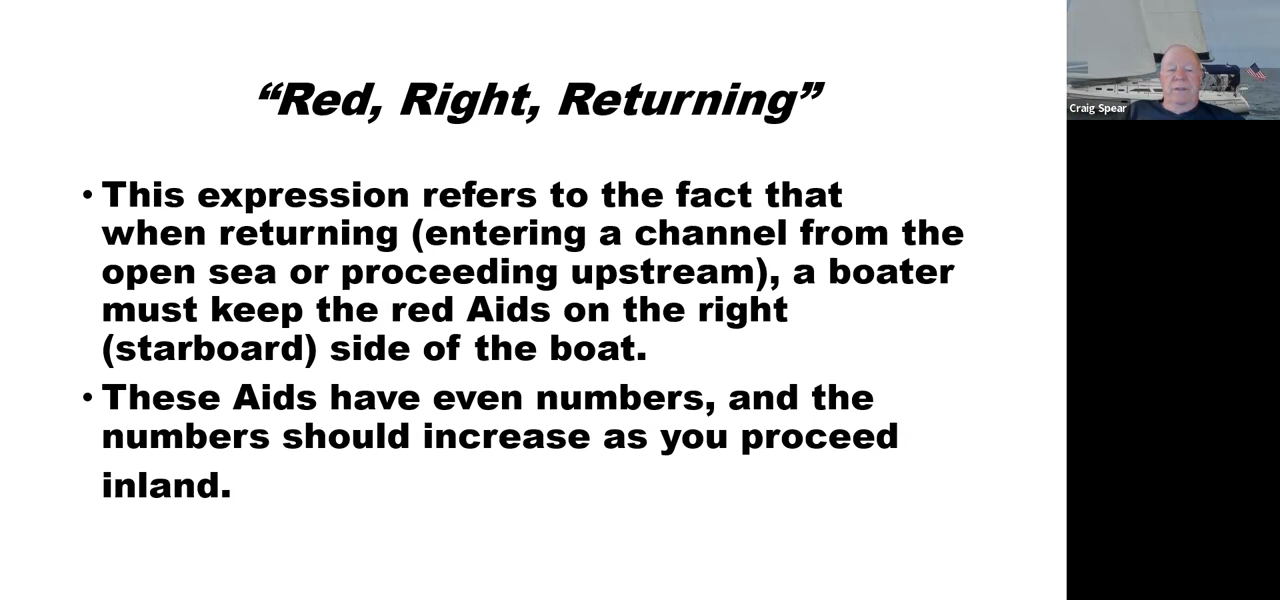 “Red, Right, Returning”
• This expression refers to the fact that
when returning (entering a channel from the
open sea or proceeding upstream), a boater
must keep the red Aids on the right
(starboard) side of the boat.
• These Aids have even numbers, and the
numbers should increase as you proceed
inland.
Craig Spear